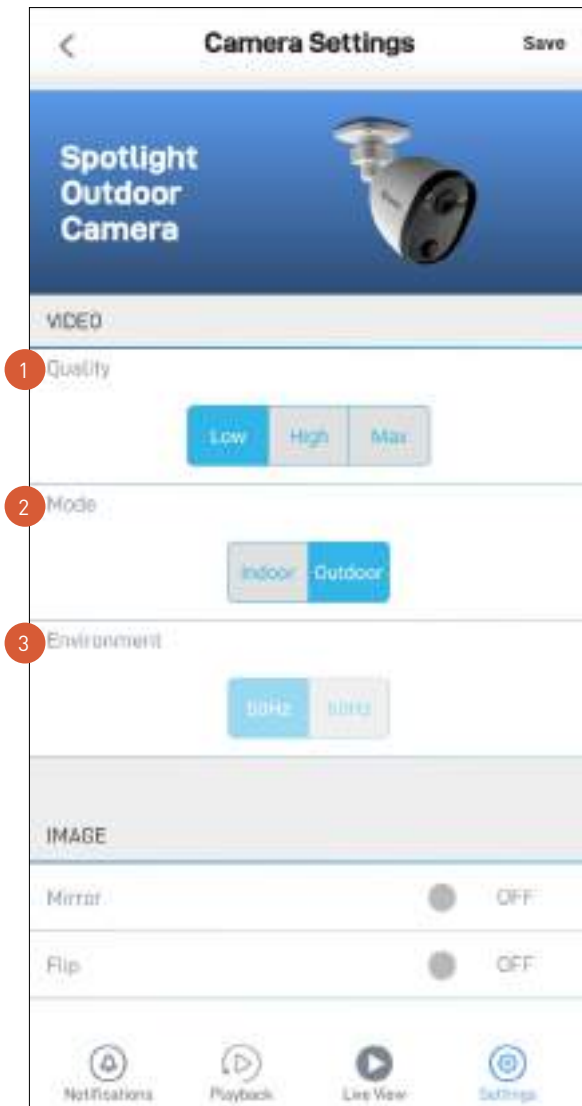 Camera Settings
Save
Spotlight
Outdoor
Camera
VIDEO
1 Quality
Low High Max
2 Mode
Indoor Outdoor
3 Environment
IMAGE
Mirror OFF
Flip OFF
Notifications Playback Live View Settings